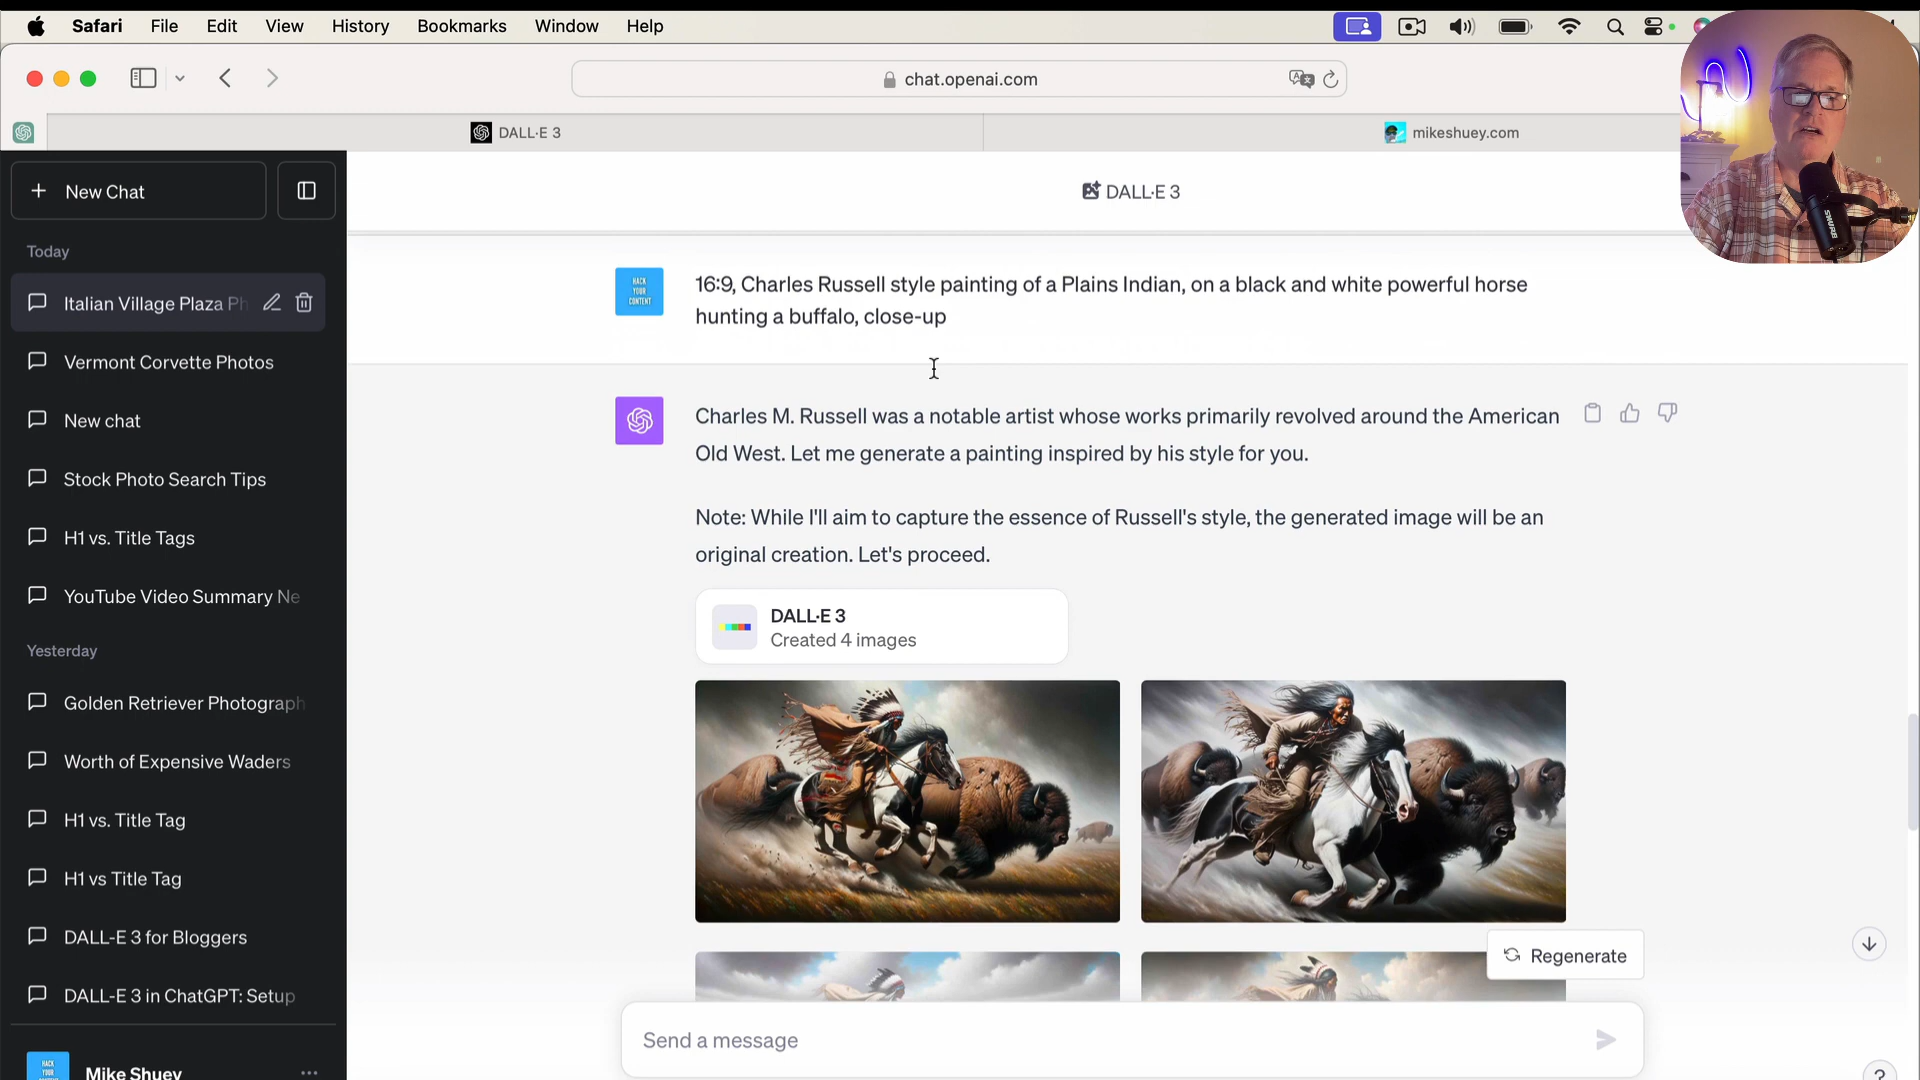 Safari File Edit View History Bookmarks Window Help
chat.openai.com
DALL·E 3
mikeshuey.com
+ New Chat
DALL·E 3
Today
Italian Village Plaza Ph
Vermont Corvette Photos
New chat
Stock Photo Search Tips
H1 vs. Title Tags
YouTube Video Summary Ne
Yesterday
Golden Retriever Photograph
Worth of Expensive Waders
H1 vs. Title Tag
H1 vs Title Tag
DALL-E 3 for Bloggers
DALL-E 3 in ChatGPT: Setup
HACK
YOUR
CONTENT
Mike Shuey
HACK
YOUR
CONTENT
16:9, Charles Russell style painting of a Plains Indian, on a black and white powerful horse
hunting a buffalo, close-up
Charles M. Russell was a notable artist whose works primarily revolved around the American
Old West. Let me generate a painting inspired by his style for you.
Note: While I'll aim to capture the essence of Russell's style, the generated image will be an
original creation. Let's proceed.
DALL·E 3
Created 4 images
Regenerate
Send a message
?
SHURE